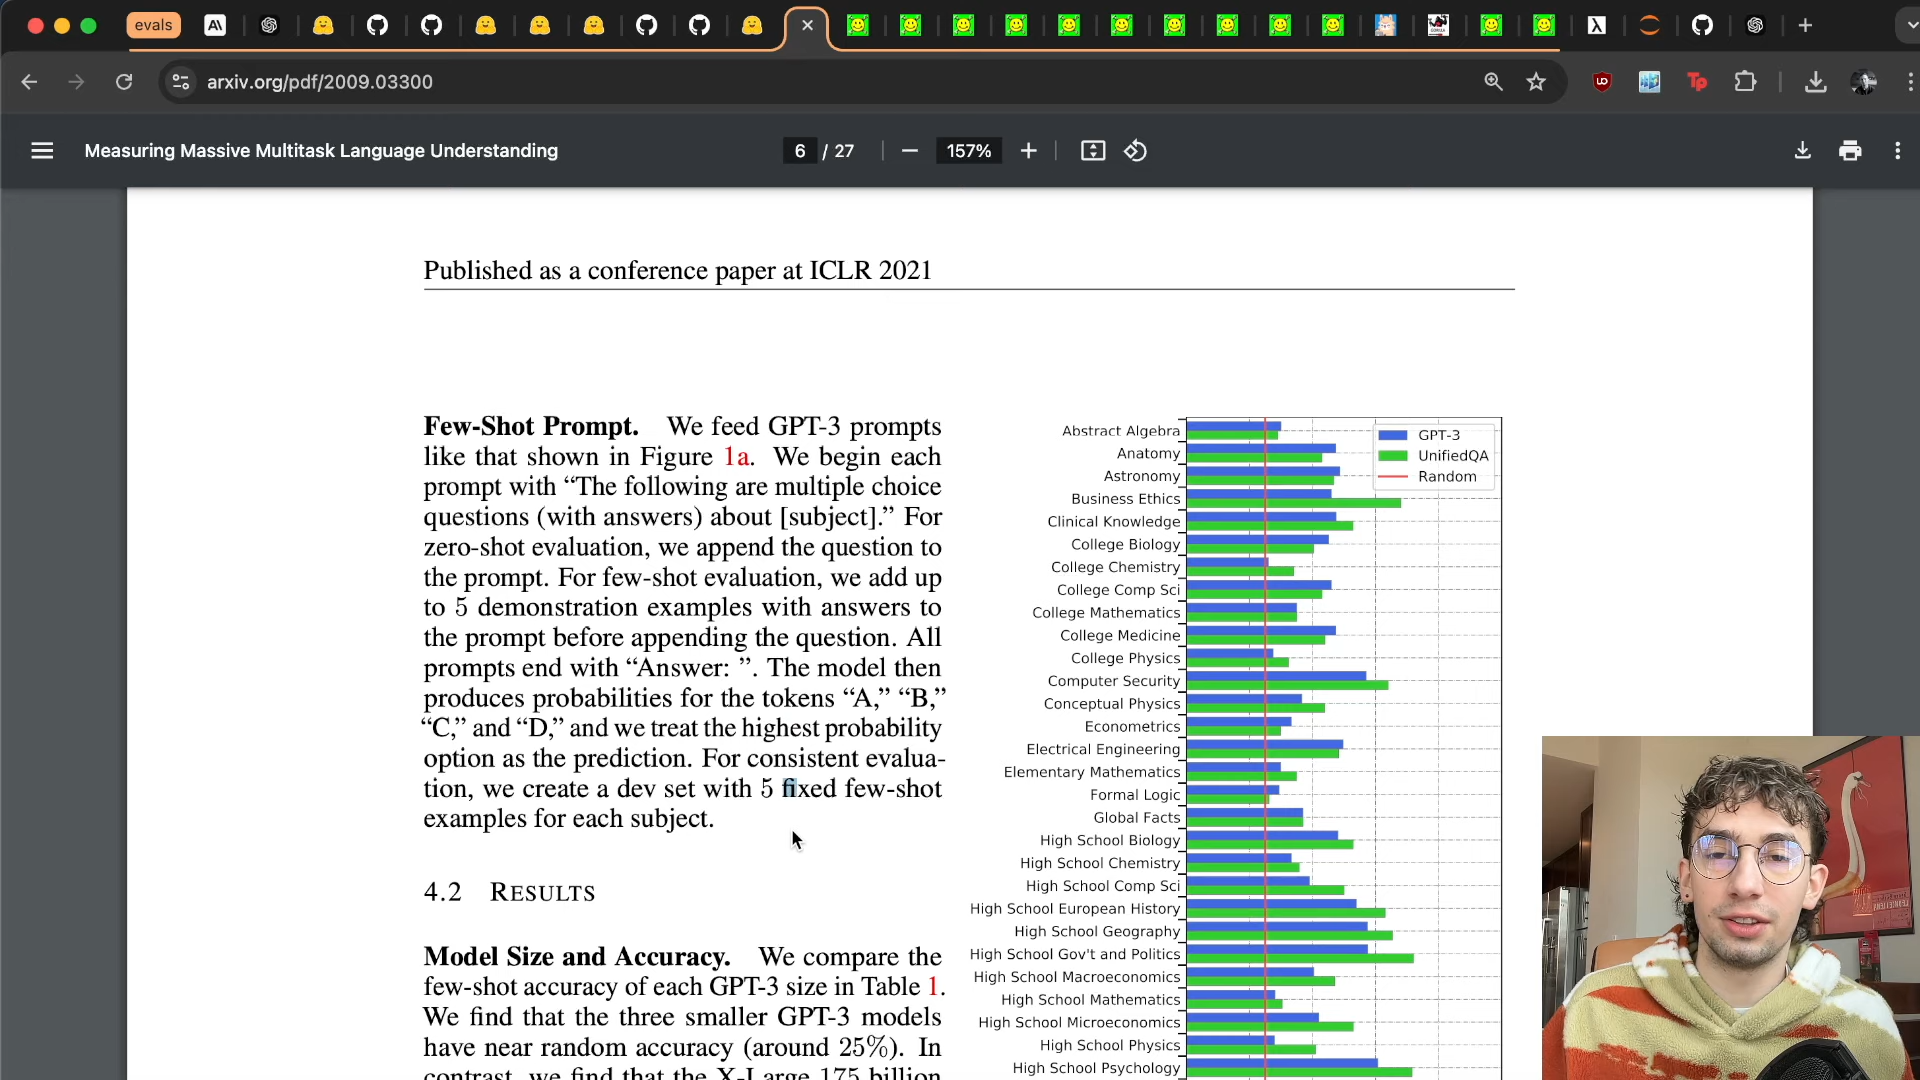 evals
arxiv.org/pdf/2009.03300
Measuring Massive Multitask Language Understanding
6 / 27
157%
Published as a conference paper at ICLR 2021
Few-Shot Prompt. We feed GPT-3 prompts
like that shown in Figure 1a. We begin each
prompt with “The following are multiple choice
questions (with answers) about [subject].” For
zero-shot evaluation, we append the question to
the prompt. For few-shot evaluation, we add up
to 5 demonstration examples with answers to
the prompt before appending the question. All
prompts end with “Answer: ”. The model then
produces probabilities for the tokens “A,” “B,”
“C,” and “D,” and we treat the highest probability
option as the prediction. For consistent evalua-
tion, we create a dev set with 5 fixed few-shot
examples for each subject.
4.2 RESULTS
Model Size and Accuracy. We compare the
few-shot accuracy of each GPT-3 size in Table 1.
We find that the three smaller GPT-3 models
have near random accuracy (around 25%). In
contrast, we find that the X-Large 175 billion
GPT-3
UnifiedQA
Random
Abstract Algebra
Anatomy
Astronomy
Business Ethics
Clinical Knowledge
College Biology
College Chemistry
College Comp Sci
College Mathematics
College Medicine
College Physics
Computer Security
Conceptual Physics
Econometrics
Electrical Engineering
Elementary Mathematics
Formal Logic
Global Facts
High School Biology
High School Chemistry
High School Comp Sci
High School European History
High School Geography
High School Gov't and Politics
High School Macroeconomics
High School Mathematics
High School Microeconomics
High School Physics
High School Psychology